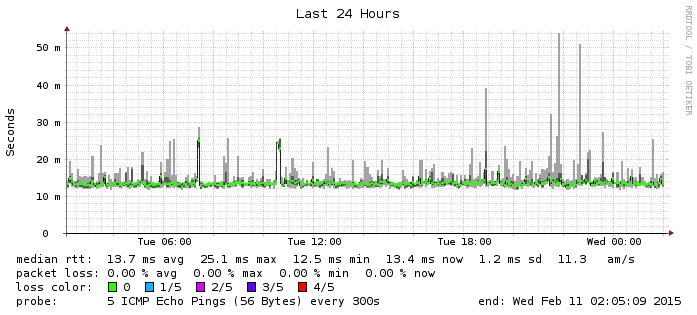 Last 24 Hours
RRDTOOL / TOBI OETIKER
Seconds
50 m
40 m
30 m
20 m
10 m
0
Tue 06:00 Tue 12:00 Tue 18:00 Wed 00:00
median rtt: 13.7 ms avg 25.1 ms max 12.5 ms min 13.4 ms now 1.2 ms sd 11.3 am/s
packet loss: 0.00 % avg 0.00 % max 0.00 % min 0.00 % now
loss color: 0 1/5 2/5 3/5 4/5
probe: 5 ICMP Echo Pings (56 Bytes) every 300s end: Wed Feb 11 02:05:09 2015